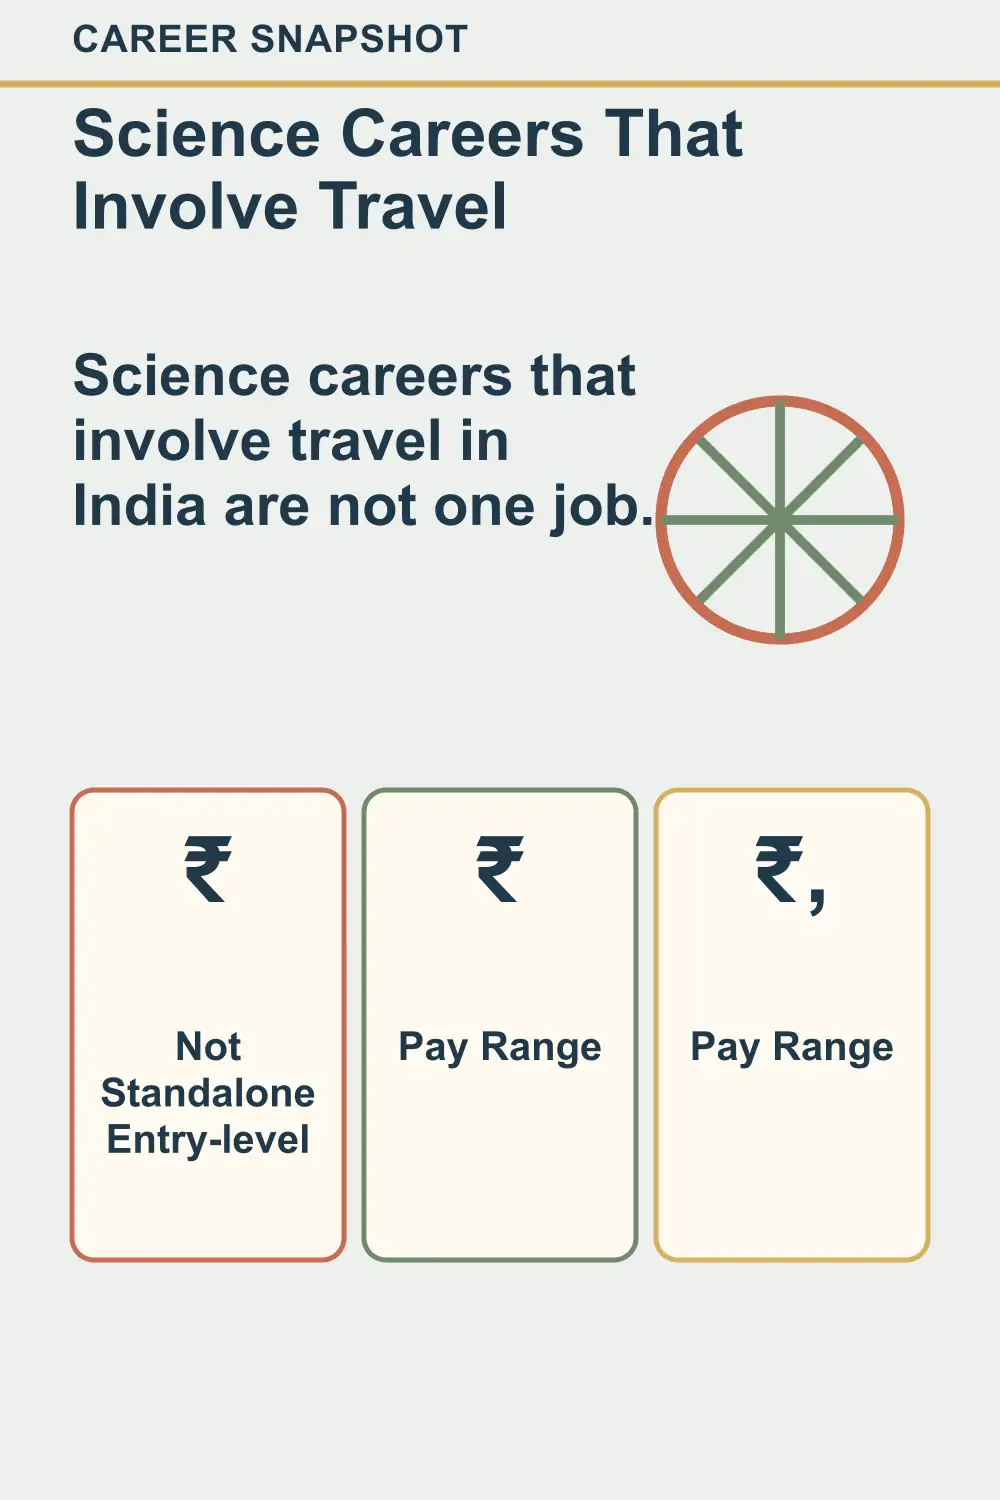 CAREER SNAPSHOT
Science Careers That
Involve Travel
Science careers that
involve travel in
India are not one job.
₹
Not
Standalone
Entry-level
₹
Pay Range
₹,
Pay Range